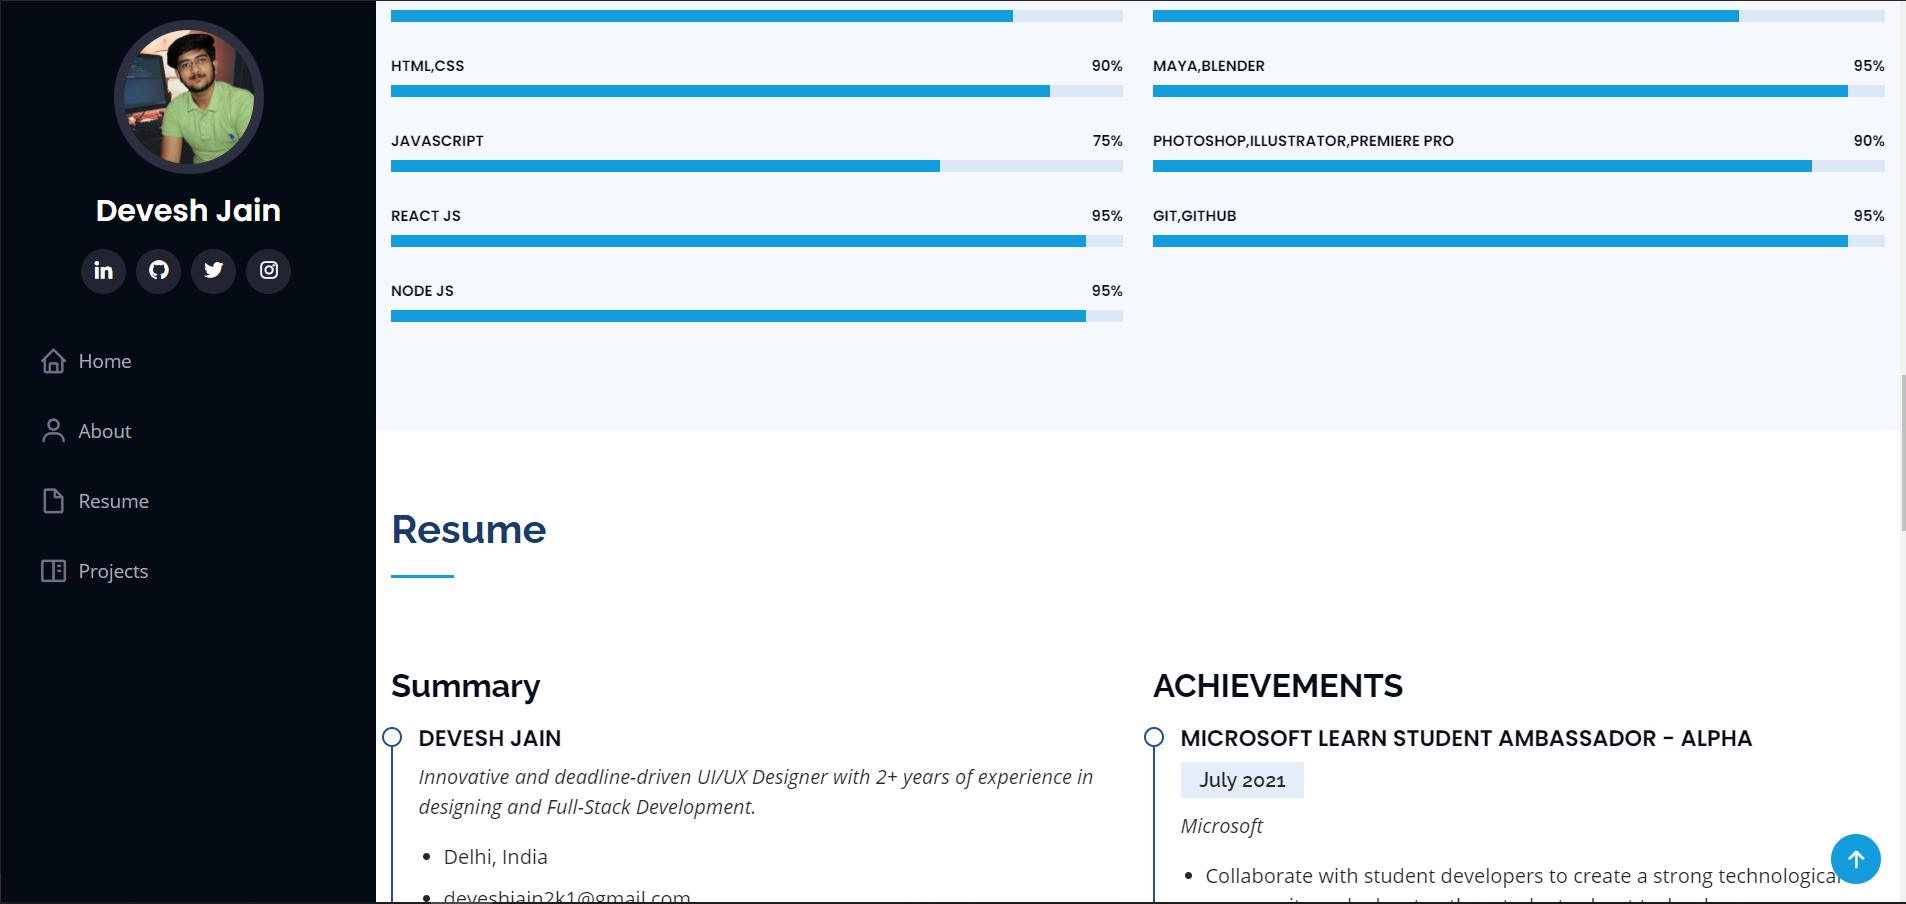 Devesh Jain
Home
About
Resume
Projects
HTML,CSS 90%
JAVASCRIPT 75%
REACT JS 95%
NODE JS 95%
MAYA,BLENDER 95%
PHOTOSHOP,ILLUSTRATOR,PREMIERE PRO 90%
GIT,GITHUB 95%
Resume
Summary
DEVESH JAIN
Innovative and deadline-driven UI/UX Designer with 2+ years of experience in
designing and Full-Stack Development.
Delhi, India
deveshjain2k1@gmail.com
ACHIEVEMENTS
MICROSOFT LEARN STUDENT AMBASSADOR - ALPHA
July 2021
Microsoft
Collaborate with student developers to create a strong technological